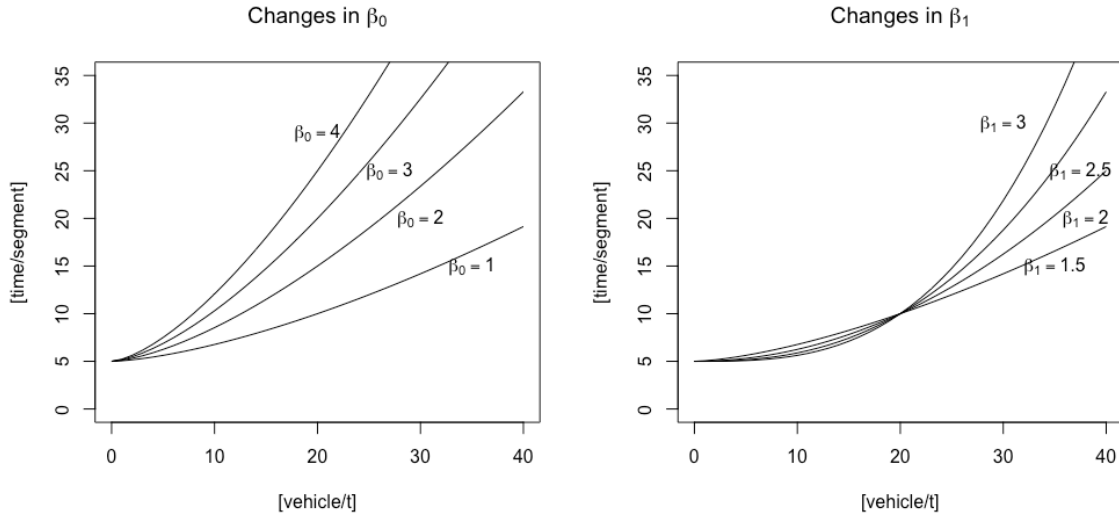 Changes in β0
35
30
25
20
15
10
5
0
[time/segment]
β0 = 4
β0 = 3
β0 = 2
β0 = 1
0 10 20 30 40
[vehicle/t]
Changes in β1
35
30
25
20
15
10
5
0
[time/segment]
β1 = 3
β1 = 2.5
β1 = 2
β1 = 1.5
0 10 20 30 40
[vehicle/t]